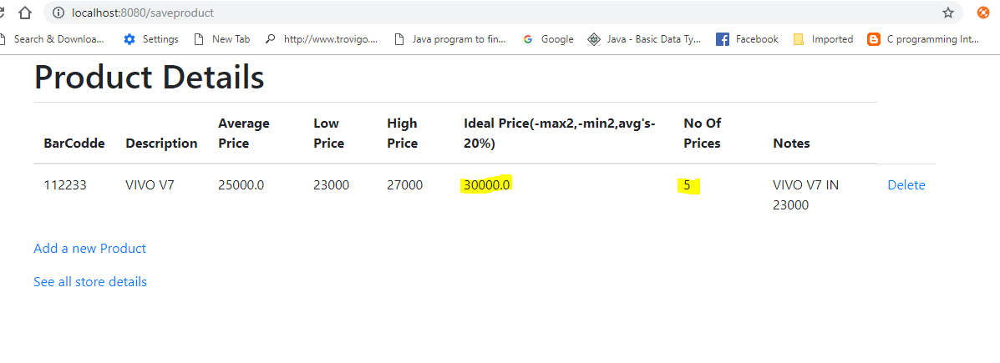 localhost:8080/saveproduct
Search & Downloa... Settings New Tab http://www.trovigo.... Java program to fin... Google Java - Basic Data Ty... Facebook Imported C programming Int...
Product Details
BarCodde Description Average Price Low Price High Price Ideal Price(-max2,-min2,avg's-20%) No Of Prices Notes
112233 VIVO V7 25000.0 23000 27000 30000.0 5 VIVO V7 IN 23000 Delete
Add a new Product
See all store details